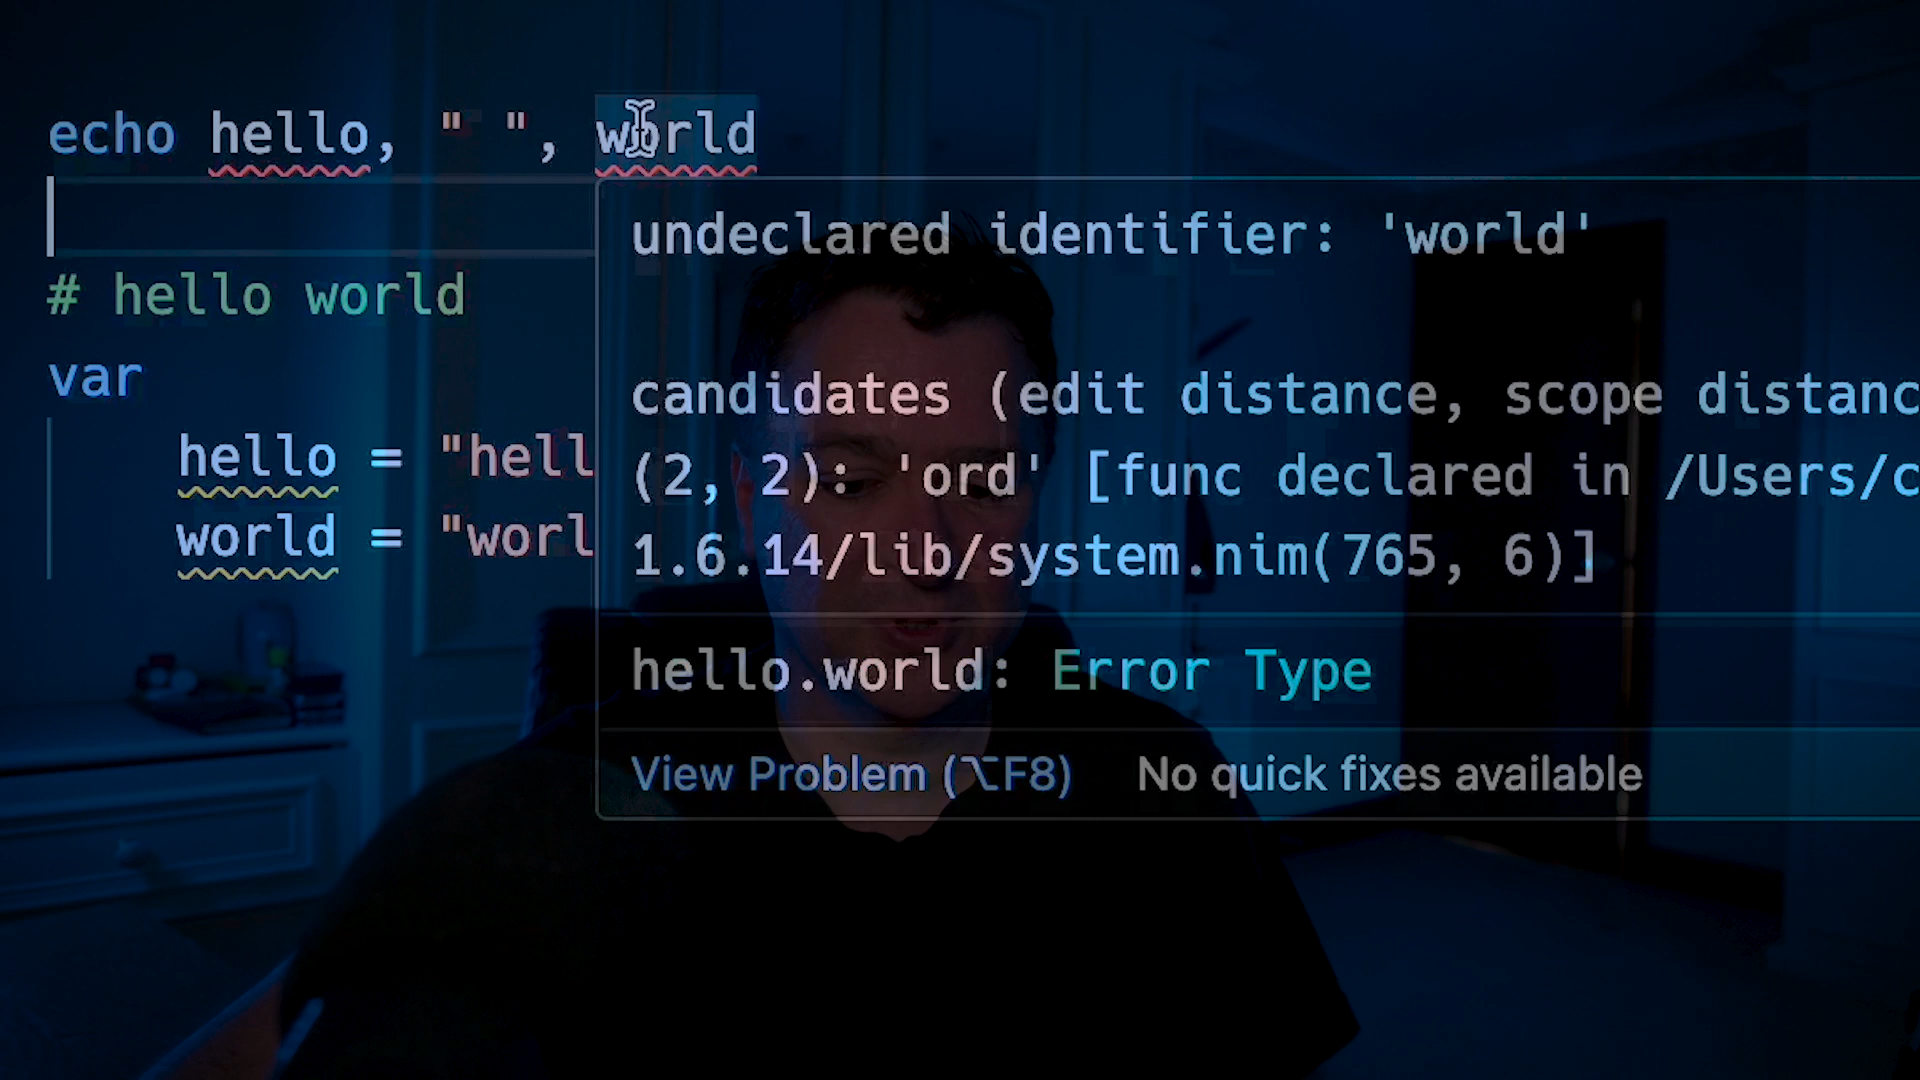 echo hello, " ", world
undeclared identifier: 'world'
# hello world
var
candidates (edit distance, scope distanc
hello = "hell
(2, 2): 'ord' [func declared in /Users/c
world = "worl
1.6.14/lib/system.nim(765, 6)]
hello.world: Error Type
View Problem (⌥F8) No quick fixes available